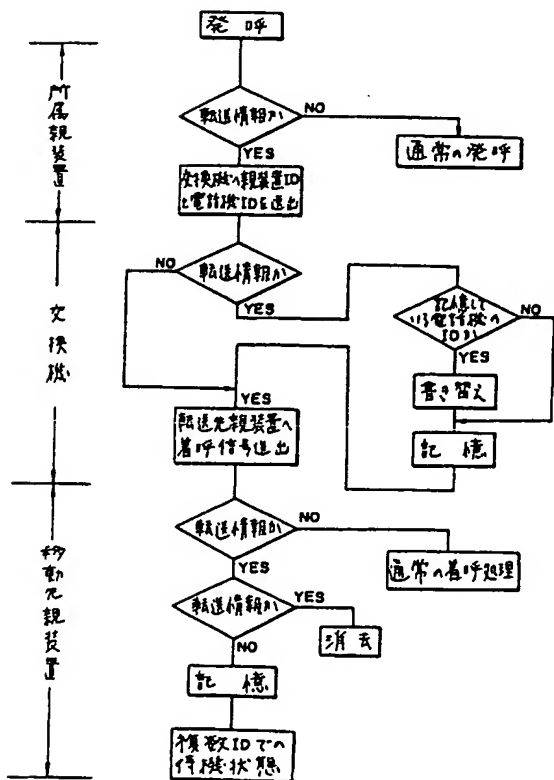 発呼
所属親装置
転送情報か
NO
通常の発呼
YES
交換機へ親装置ID
と電話機IDを送出
交換機
転送情報か
NO
YES
記憶して
いる電話機の
IDか
NO
YES
書き替え
記憶
YES
転送先親装置へ
着呼信号送出
移動先親装置
転送情報か
NO
通常の着呼処理
YES
転送情報か
YES
消去
NO
記憶
複数IDでの
待機状態